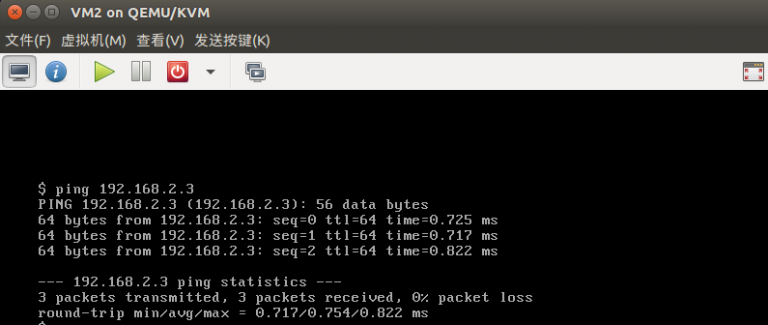 VM2 on QEMU/KVM
文件(F) 虚拟机(M) 查看(V) 发送按键(K)
$ ping 192.168.2.3
PING 192.168.2.3 (192.168.2.3): 56 data bytes
64 bytes from 192.168.2.3: seq=0 ttl=64 time=0.725 ms
64 bytes from 192.168.2.3: seq=1 ttl=64 time=0.717 ms
64 bytes from 192.168.2.3: seq=2 ttl=64 time=0.822 ms
--- 192.168.2.3 ping statistics ---
3 packets transmitted, 3 packets received, 0% packet loss
round-trip min/avg/max = 0.717/0.754/0.822 ms
$